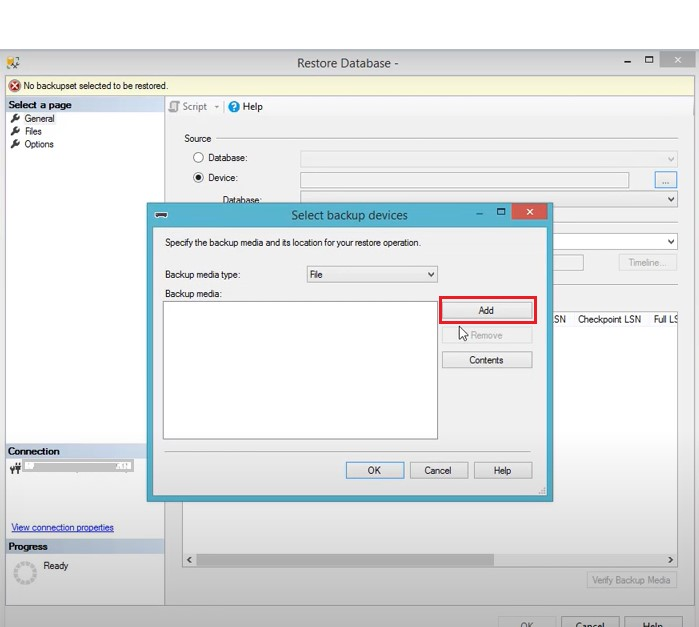 Restore Database -
No backupset selected to be restored.
Select a page
General
Files
Options
Script
Help
Source
Database:
Device:
...
Database:
Select backup devices
Specify the backup media and its location for your restore operation.
Backup media type:
File
Backup media:
Add
Remove
Contents
OK
Cancel
Help
Timeline...
SN
Checkpoint LSN
Full LS
Connection
View connection properties
Progress
Ready
Verify Backup Media
OK
Cancel
Help